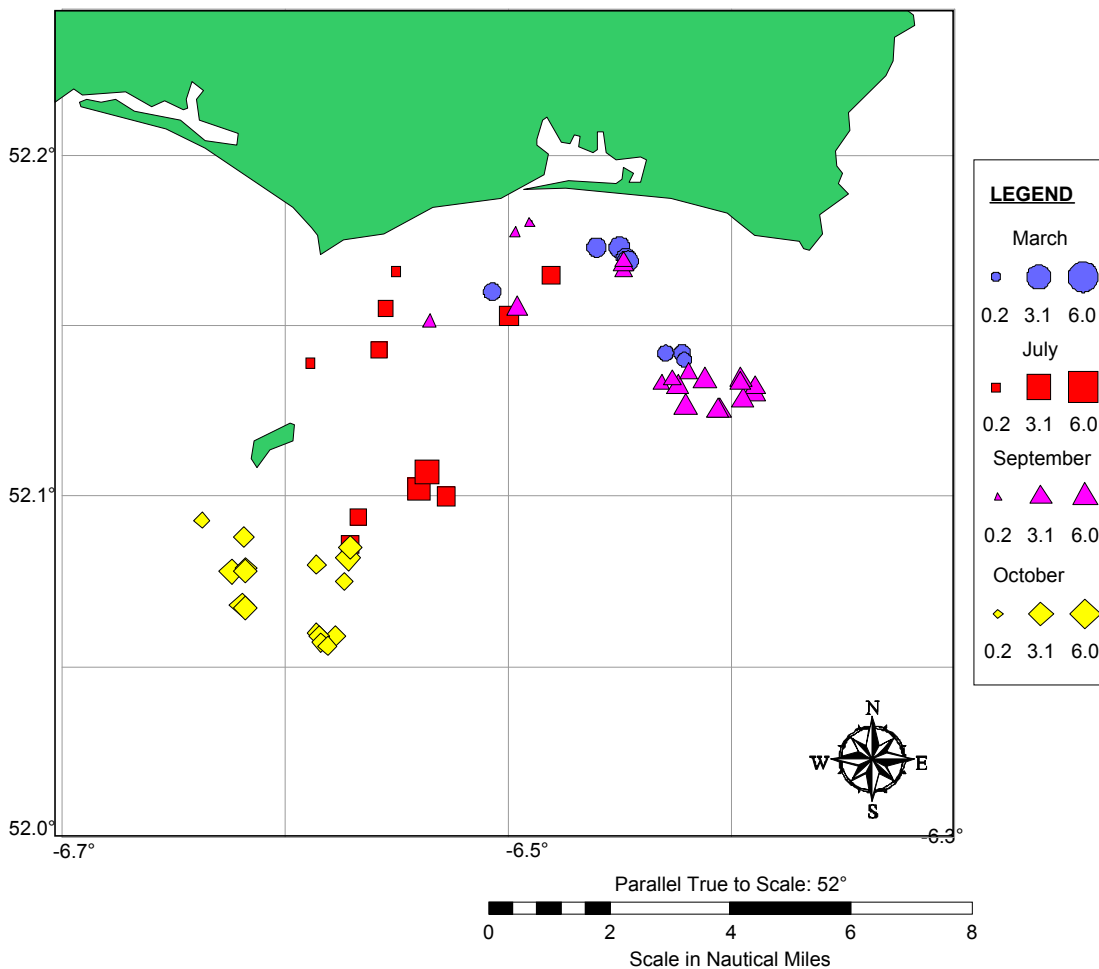 52.2°
52.1°
52.0°
-6.7°
-6.5°
-6.3°
LEGEND
March
0.2 3.1 6.0
July
0.2 3.1 6.0
September
0.2 3.1 6.0
October
0.2 3.1 6.0
N
W E
S
Parallel True to Scale: 52°
0 2 4 6 8
Scale in Nautical Miles